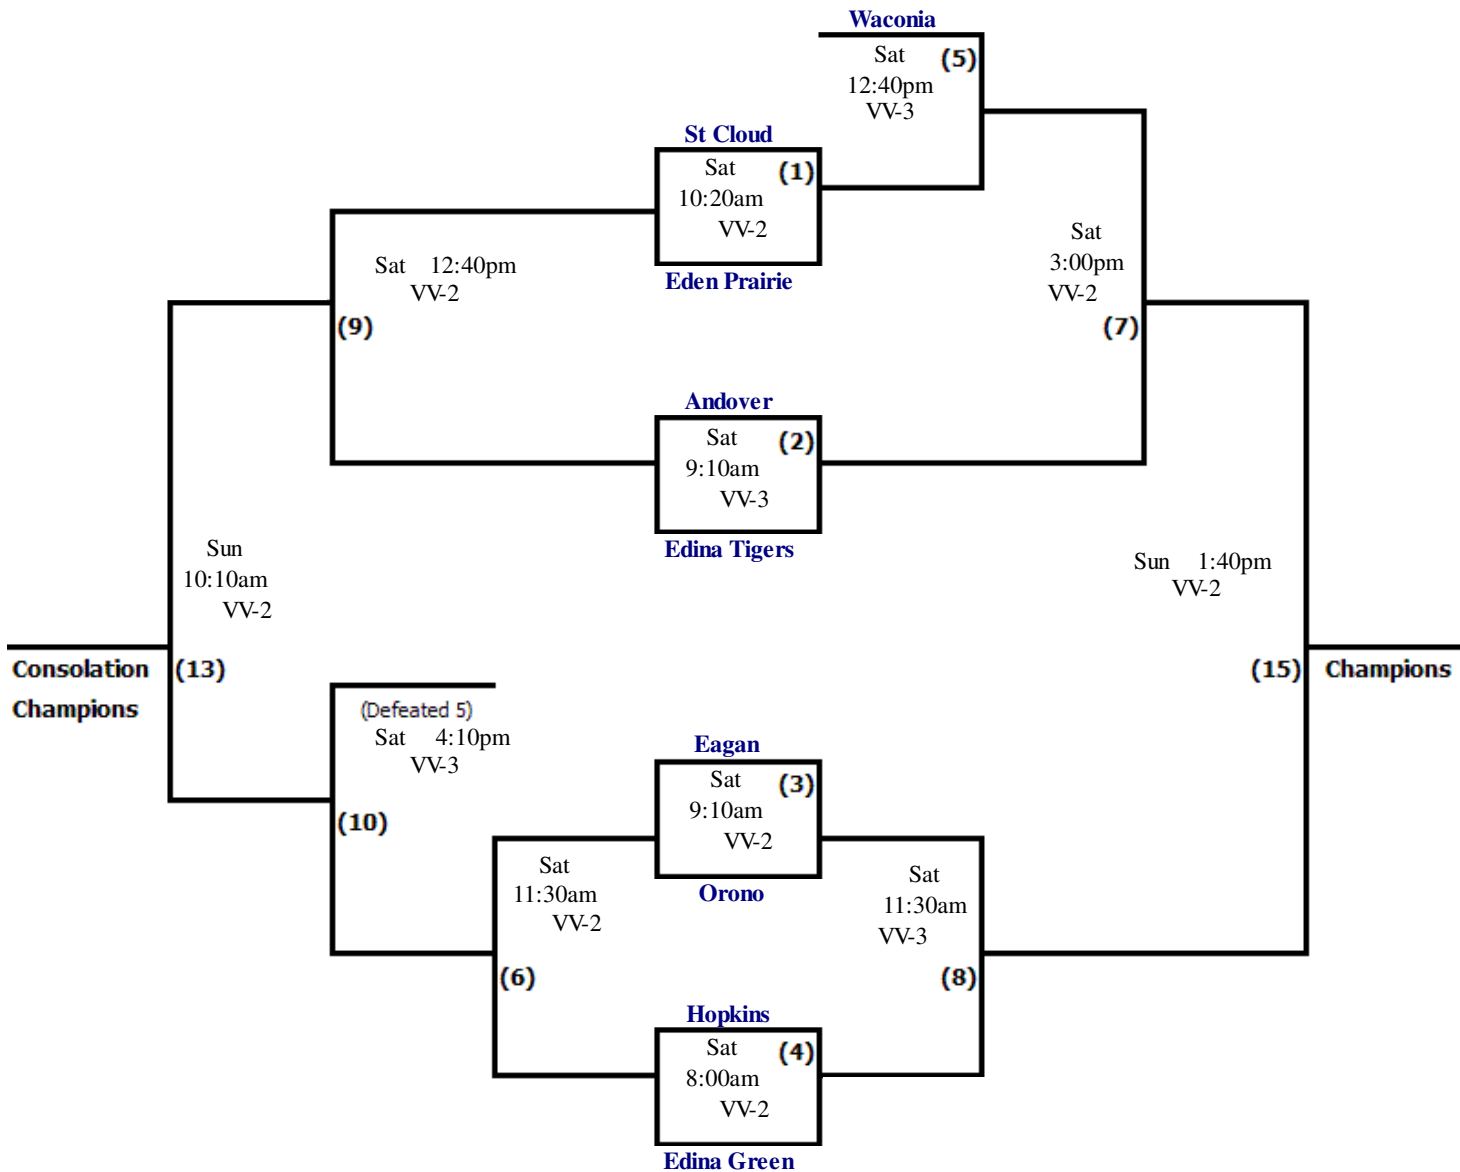 Waconia
Sat (5)
12:40pm
VV-3
St Cloud
Sat (1)
10:20am
VV-2
Eden Prairie
Sat 12:40pm
VV-2
(9)
Sat
3:00pm
VV-2
(7)
Andover
Sat (2)
9:10am
VV-3
Edina Tigers
Sun
10:10am
VV-2
Sun 1:40pm
VV-2
Consolation (13)
Champions
(15) Champions
(Defeated 5)
Sat 4:10pm
VV-3
(10)
Eagan
Sat (3)
9:10am
VV-2
Orono
Sat
11:30am
VV-2
(6)
Sat
11:30am
VV-3
(8)
Hopkins
Sat (4)
8:00am
VV-2
Edina Green